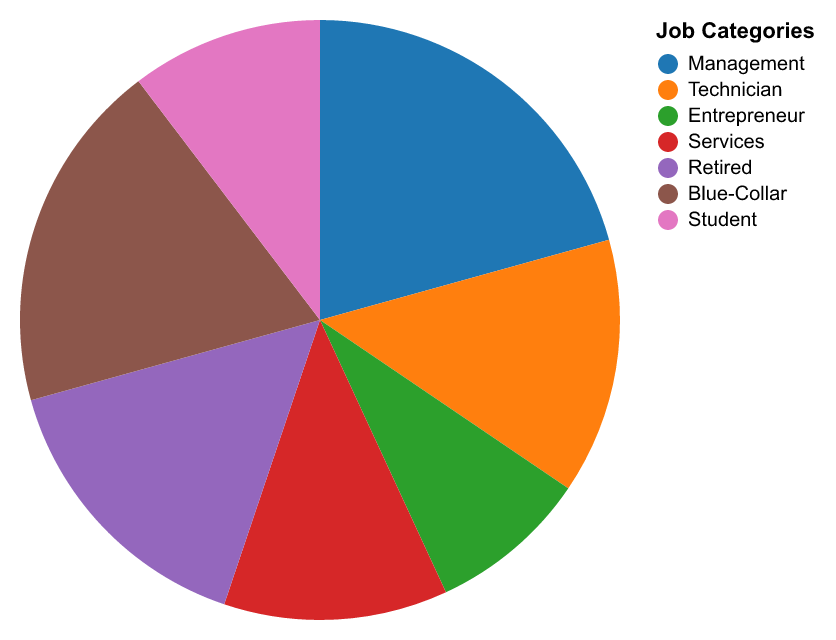 Job Categories
Management
Technician
Entrepreneur
Services
Retired
Blue-Collar
Student